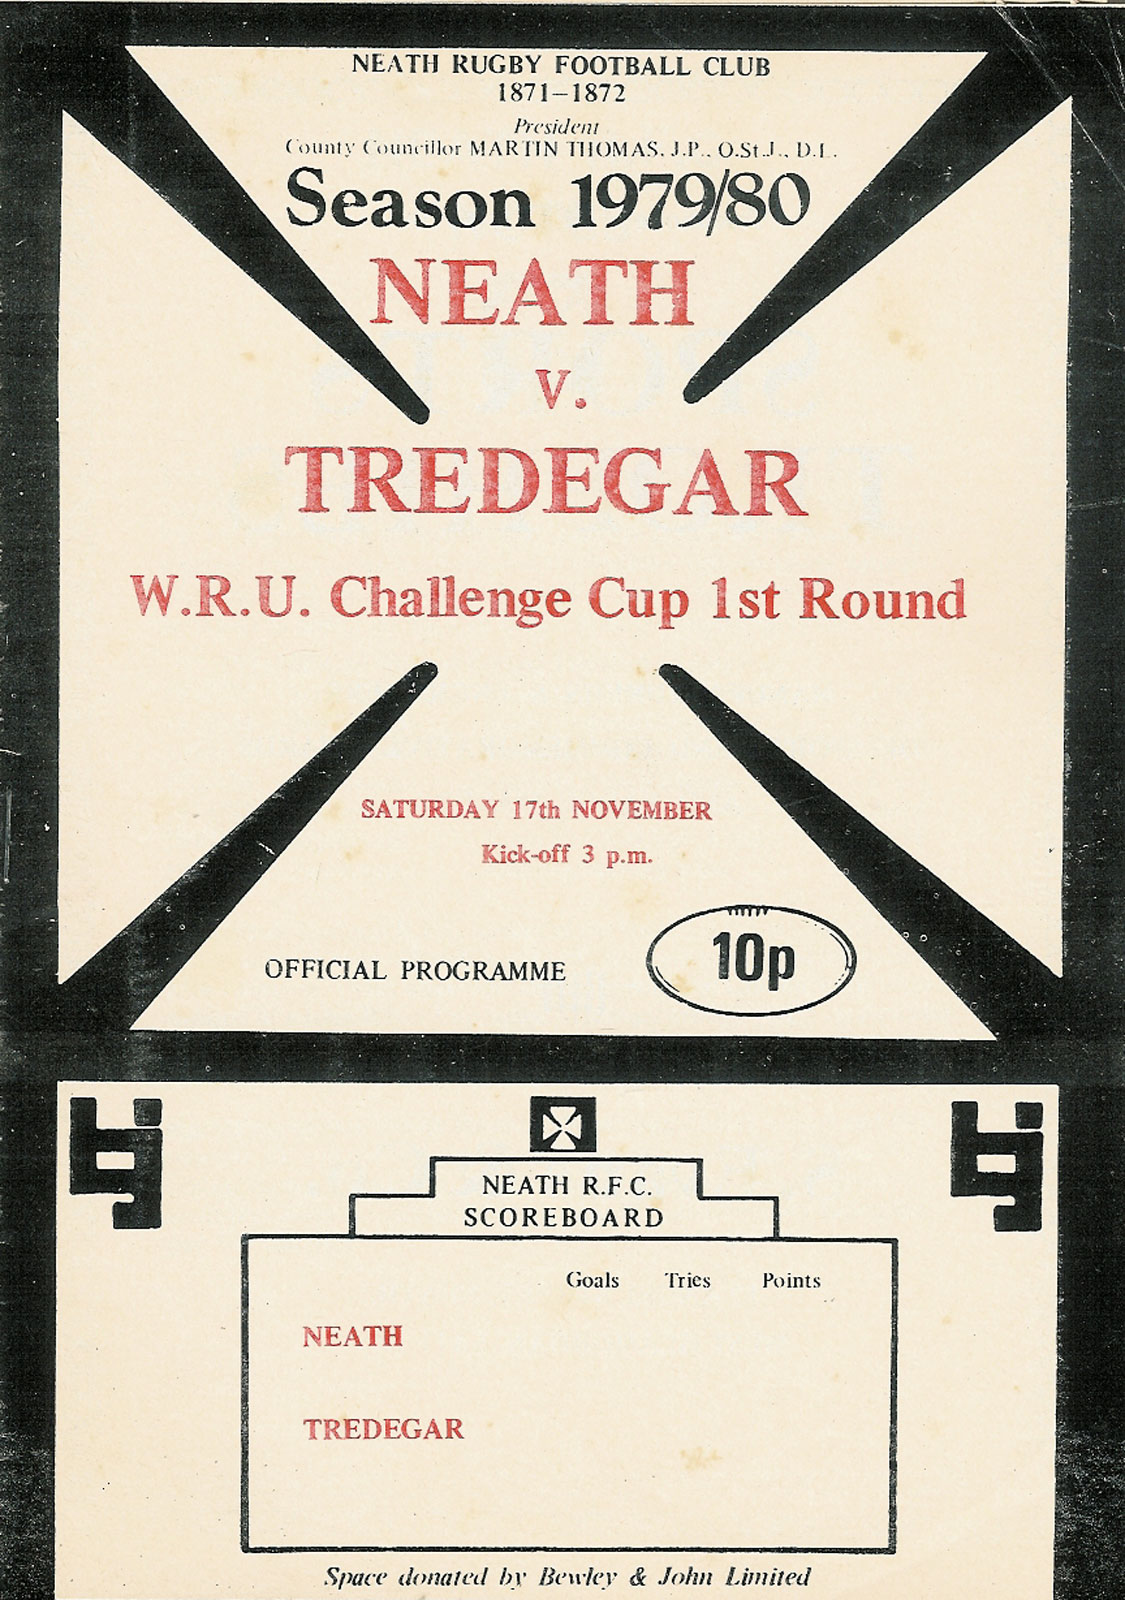 NEATH RUGBY FOOTBALL CLUB
1871–1872
President
County Councillor MARTIN THOMAS, J.P., O.St.J., D.L.
Season 1979/80
NEATH
v.
TREDEGAR
W.R.U. Challenge Cup 1st Round
SATURDAY 17th NOVEMBER
Kick-off 3 p.m.
OFFICIAL PROGRAMME
10p
bj
bj
NEATH R.F.C.
SCOREBOARD
Goals Tries Points
NEATH
TREDEGAR
Space donated by Bewley & John Limited